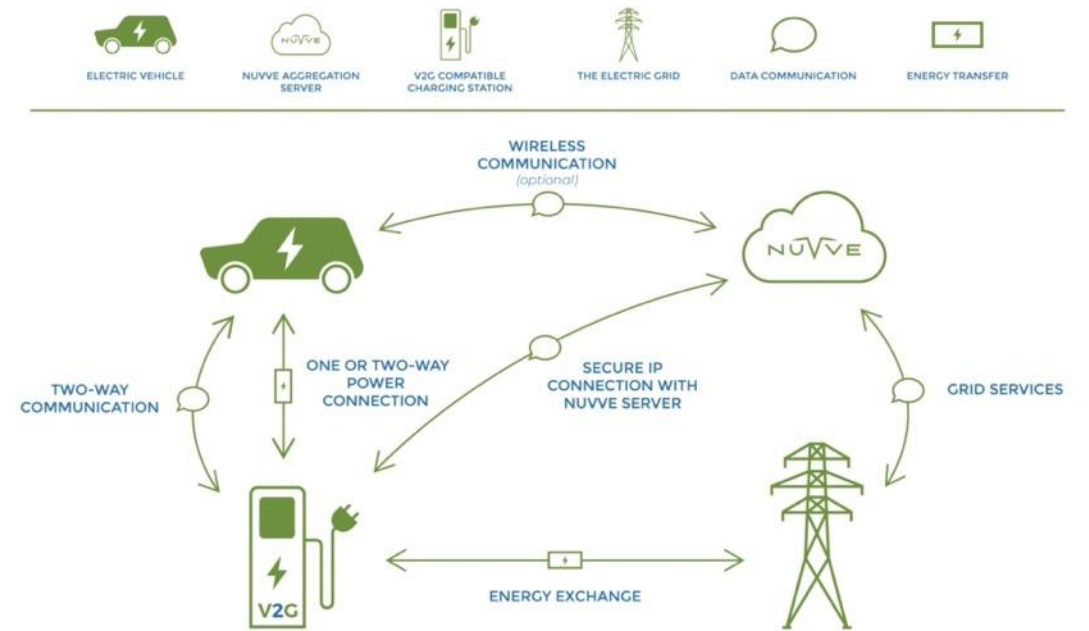 ELECTRIC VEHICLE
NUVVE AGGREGATION
SERVER
V2G COMPATIBLE
CHARGING STATION
THE ELECTRIC GRID
DATA COMMUNICATION
ENERGY TRANSFER
NUVVE
WIRELESS
COMMUNICATION
(optional)
NUVVE
TWO-WAY
COMMUNICATION
ONE OR TWO-WAY
POWER
CONNECTION
SECURE IP
CONNECTION WITH
NUVVE SERVER
GRID SERVICES
V2G
ENERGY EXCHANGE